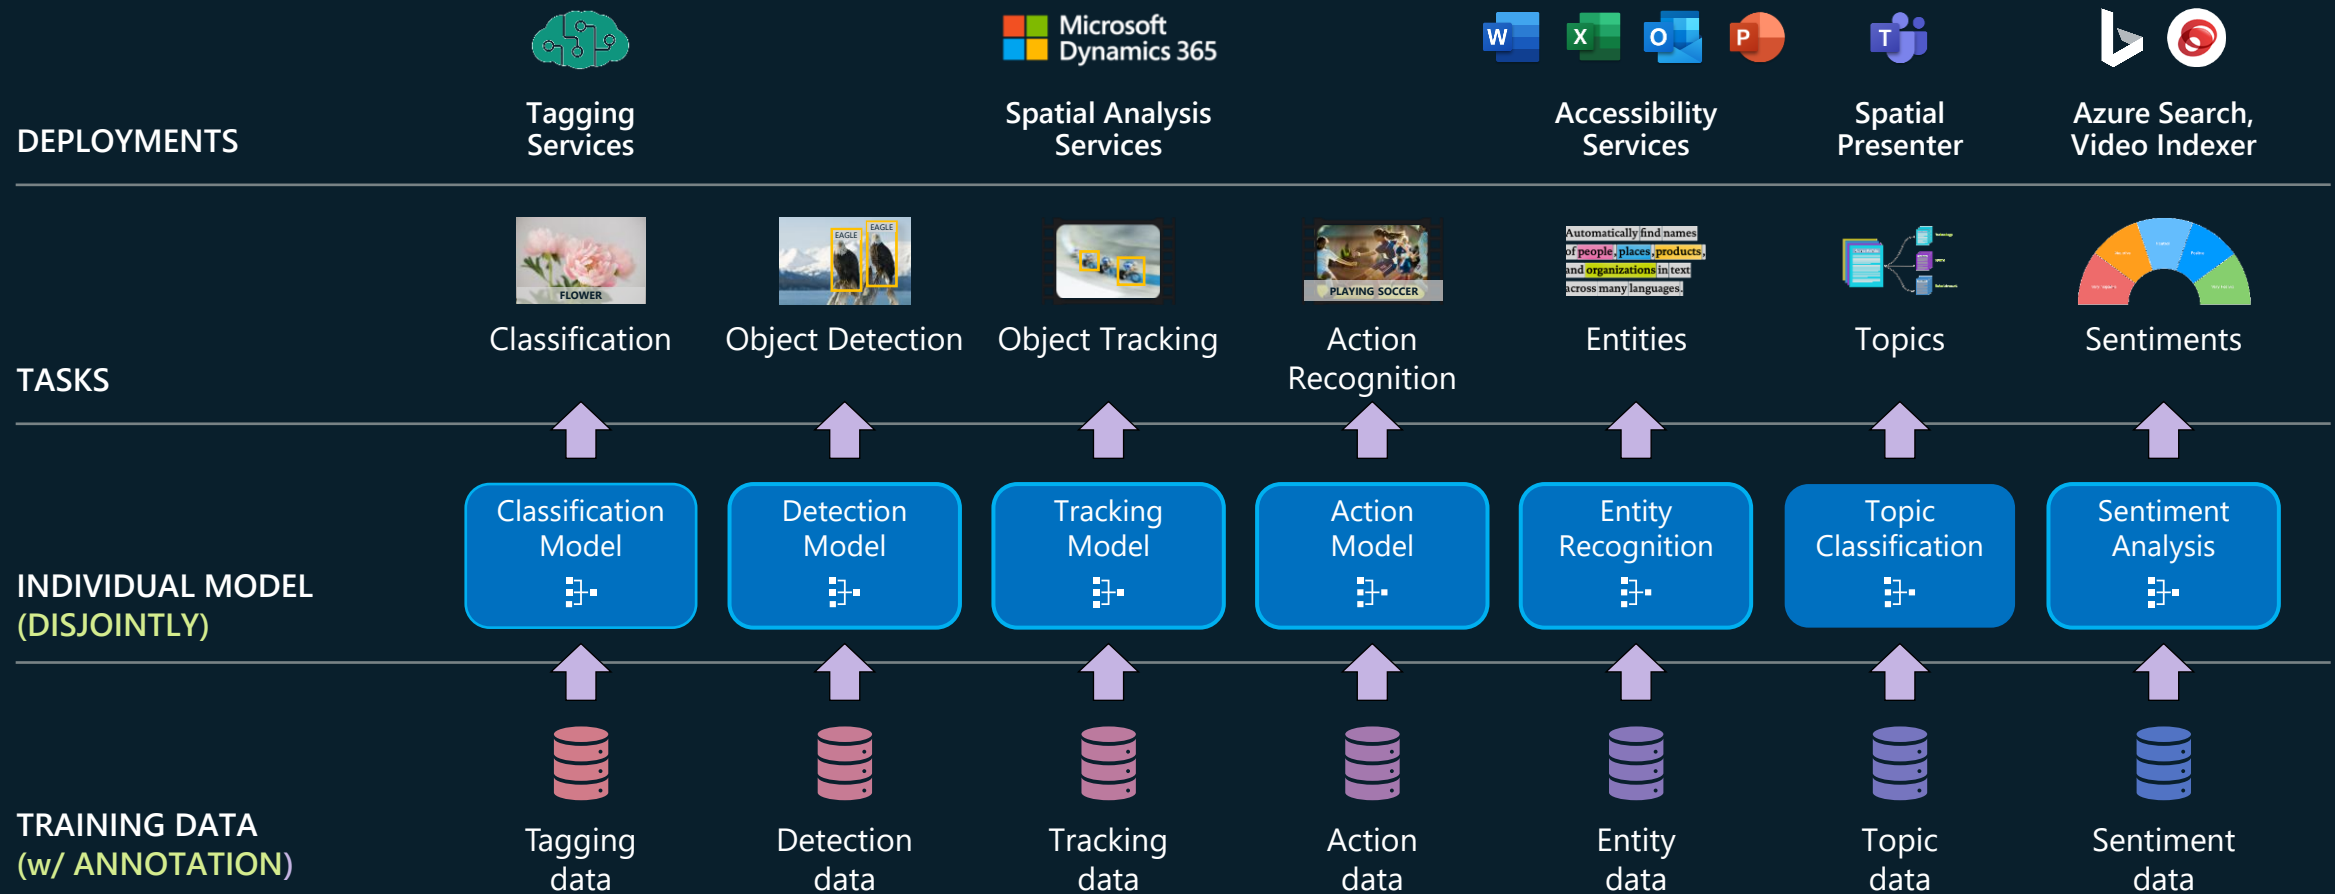 Microsoft
Dynamics 365
W
X
O
P
T
DEPLOYMENTS
Tagging
Services
Spatial Analysis
Services
Accessibility
Services
Spatial
Presenter
Azure Search,
Video Indexer
FLOWER
EAGLE
EAGLE
PLAYING SOCCER
Automatically find names
of people, places, products,
and organizations in text
across many languages.
TASKS
Classification
Object Detection
Object Tracking
Action
Recognition
Entities
Topics
Sentiments
INDIVIDUAL MODEL
(DISJOINTLY)
Classification
Model
Detection
Model
Tracking
Model
Action
Model
Entity
Recognition
Topic
Classification
Sentiment
Analysis
TRAINING DATA
(w/ ANNOTATION)
Tagging
data
Detection
data
Tracking
data
Action
data
Entity
data
Topic
data
Sentiment
data